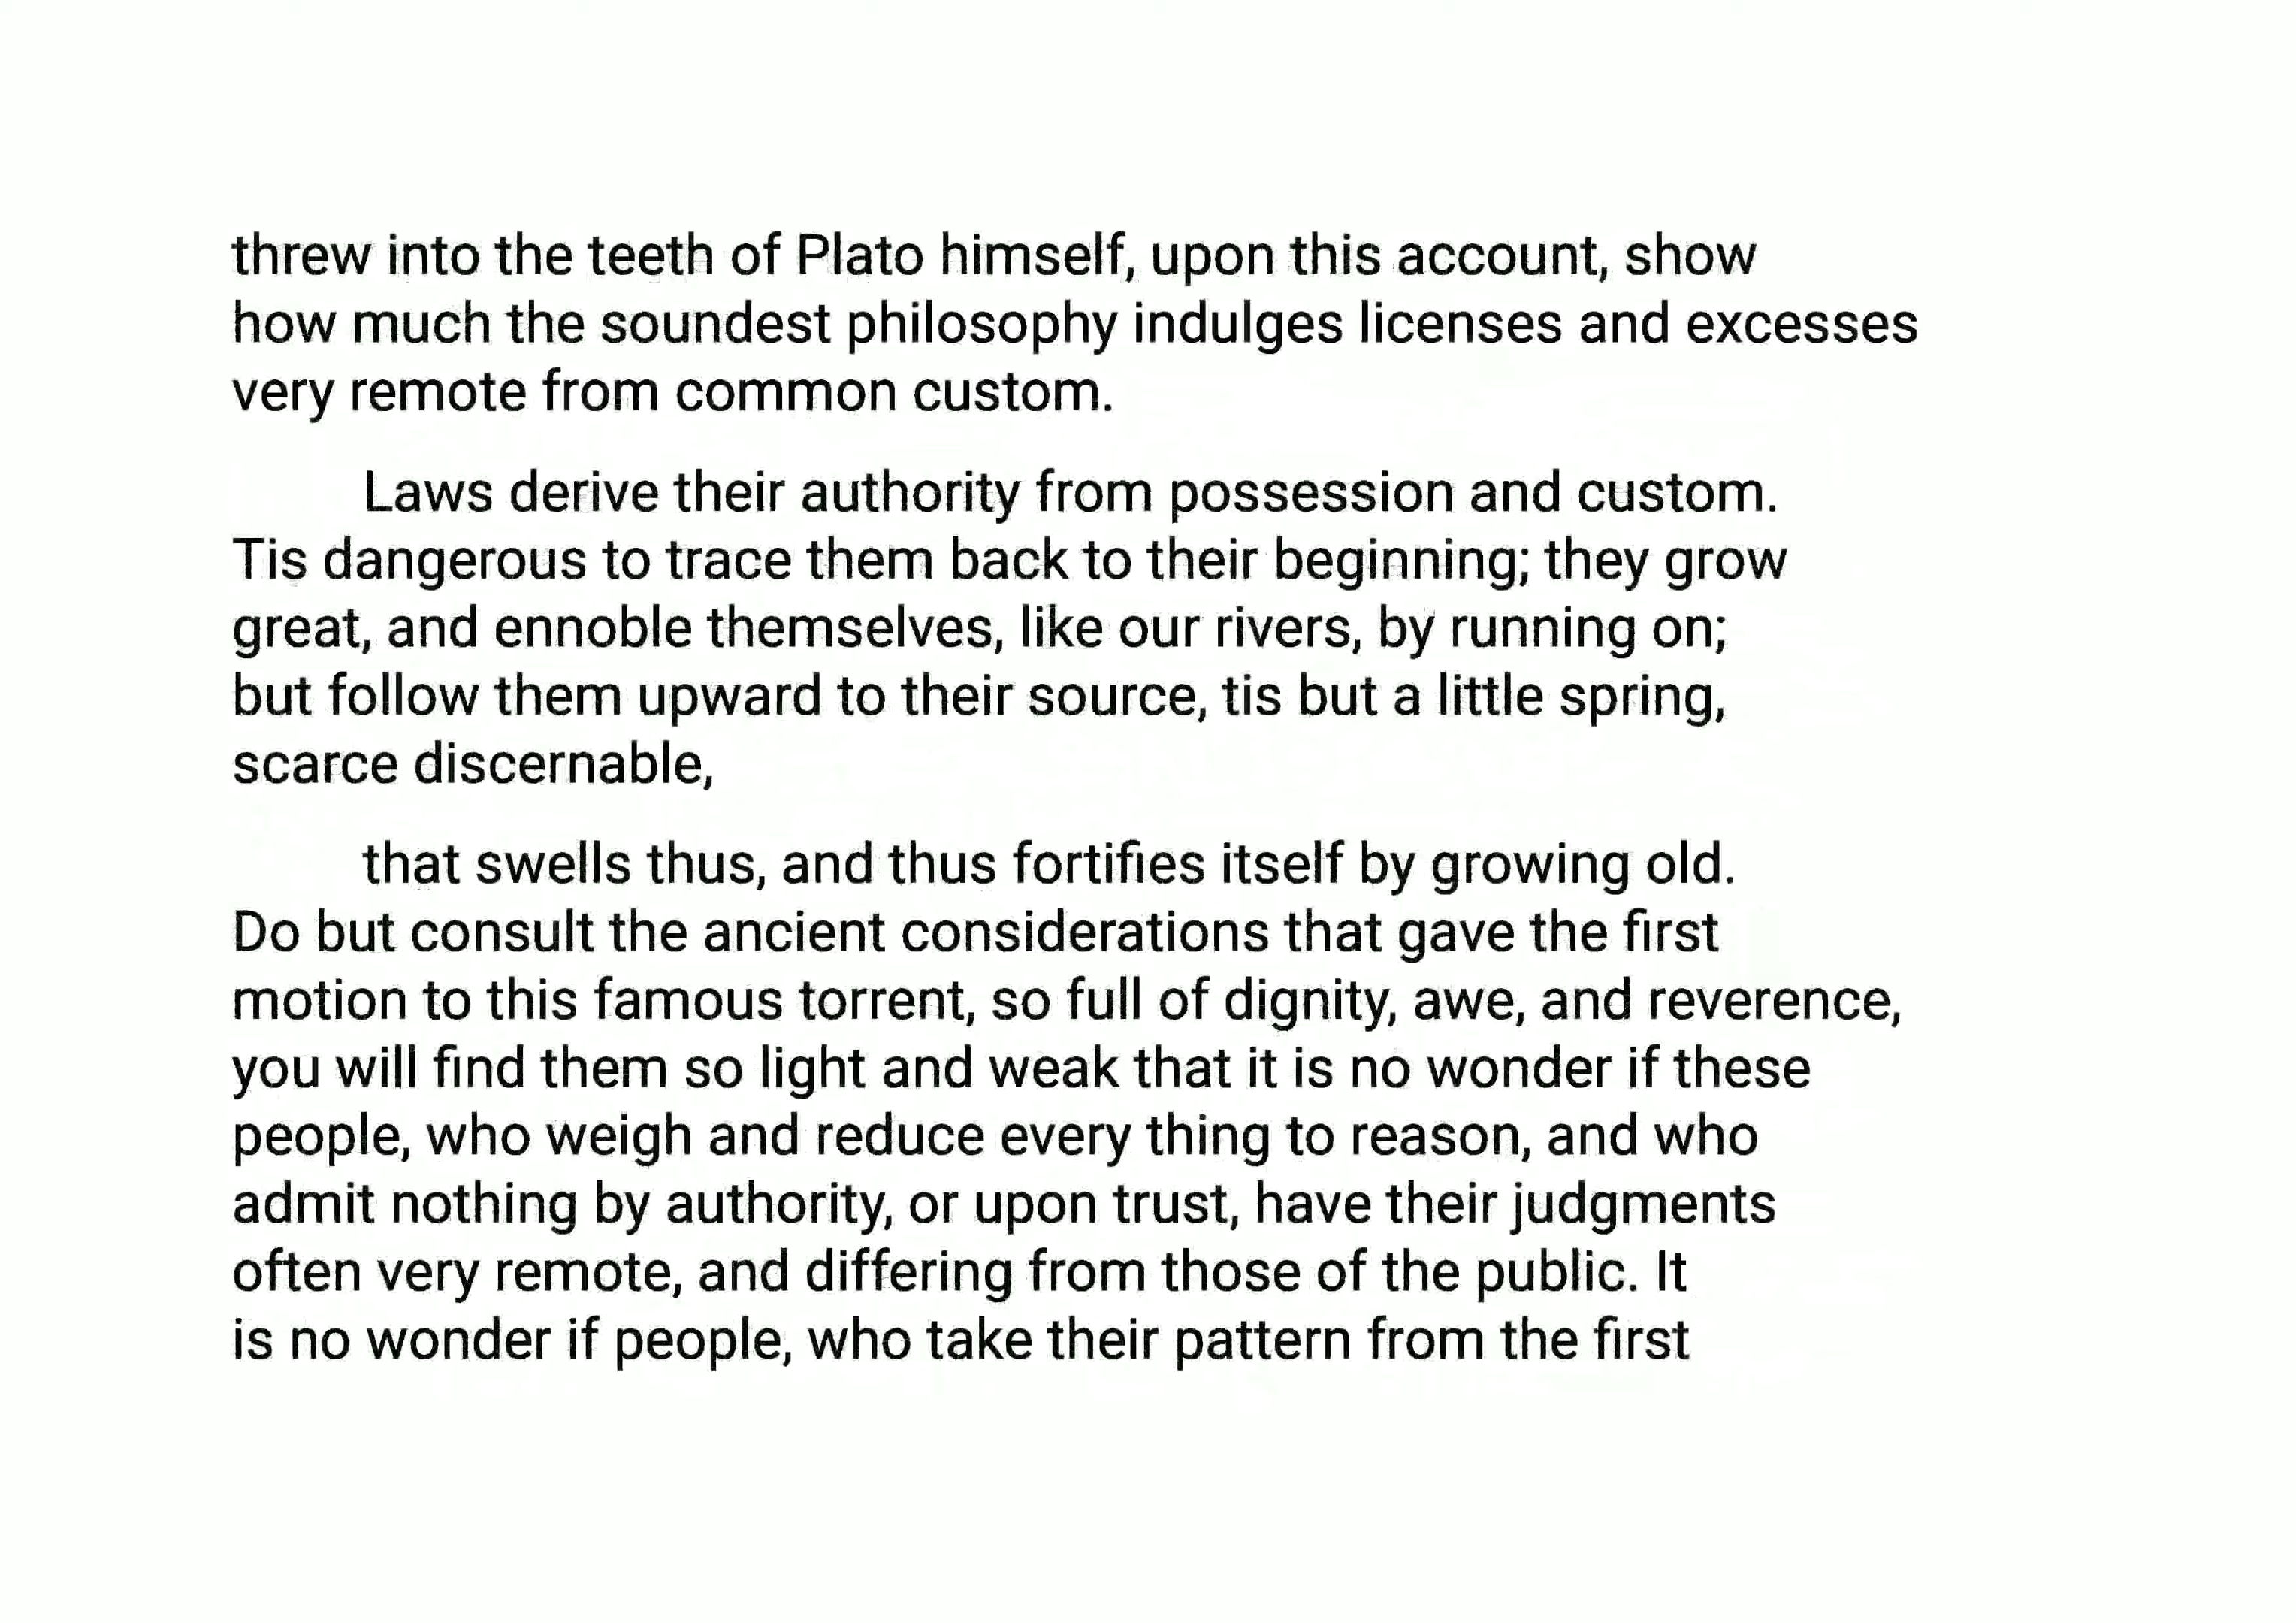 threw into the teeth of Plato himself, upon this account, show
how much the soundest philosophy indulges licenses and excesses
very remote from common custom.
Laws derive their authority from possession and custom.
Tis dangerous to trace them back to their beginning; they grow
great, and ennoble themselves, like our rivers, by running on;
but follow them upward to their source, tis but a little spring,
scarce discernable,
that swells thus, and thus fortifies itself by growing old.
Do but consult the ancient considerations that gave the first
motion to this famous torrent, so full of dignity, awe, and reverence,
you will find them so light and weak that it is no wonder if these
people, who weigh and reduce every thing to reason, and who
admit nothing by authority, or upon trust, have their judgments
often very remote, and differing from those of the public. It
is no wonder if people, who take their pattern from the first